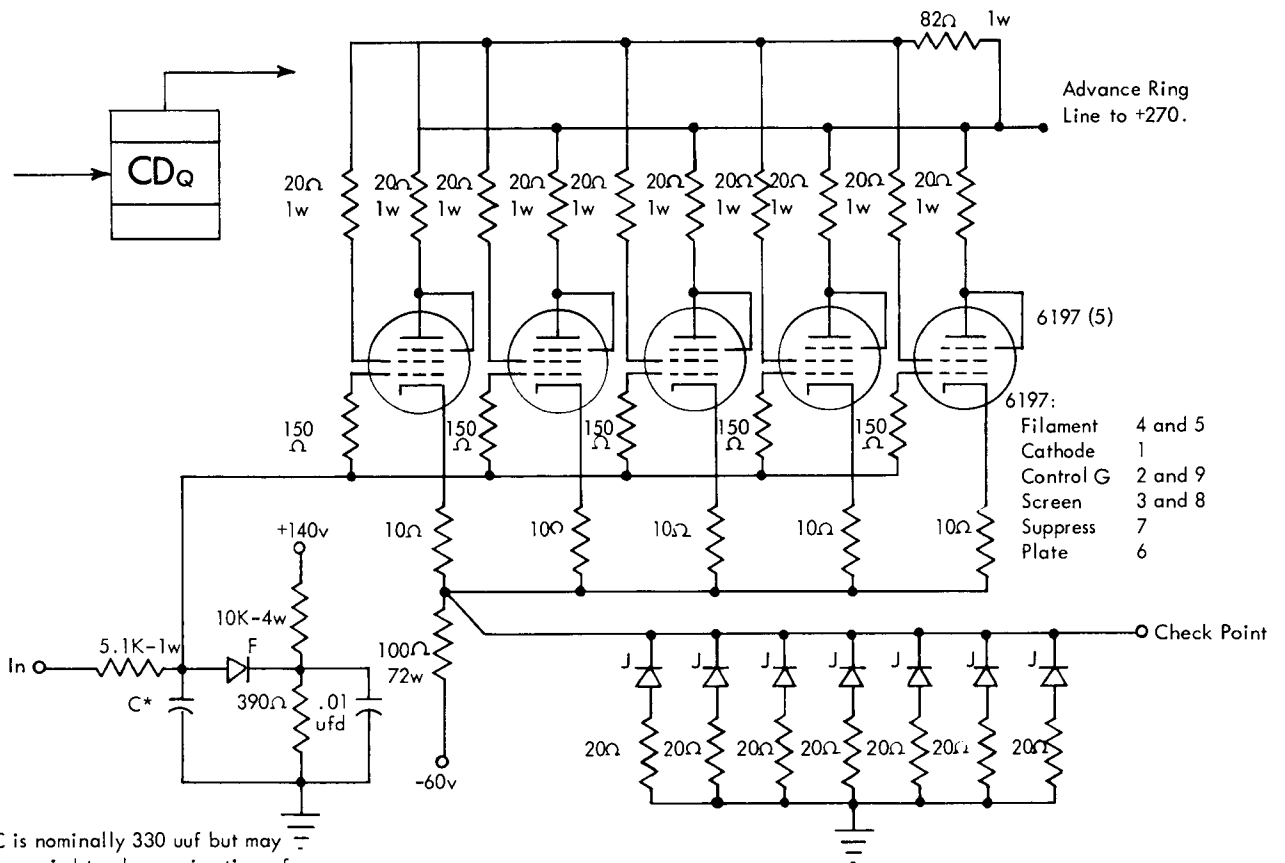 82Ω 1w
Advance Ring
Line to +270.
CDQ
20Ω 20Ω 20Ω 20Ω 20Ω 20Ω 20Ω 20Ω 20Ω 20Ω
1w 1w 1w 1w 1w 1w 1w 1w 1w 1w
6197 (5)
6197:
Filament 4 and 5
Cathode 1
Control G 2 and 9
Screen 3 and 8
Suppress 7
Plate 6
150 Ω
150 Ω
150 Ω
150 Ω
10Ω 10Ω 10Ω 10Ω 10Ω
+140v
10K-4w
5.1K-1w F
In
C*
390Ω .01
ufd
100Ω
72w
-60v
Check Point
J J J J J J J
20Ω 20Ω 20Ω 20Ω 20Ω 20Ω 20Ω
C is nominally 330 uuf but may